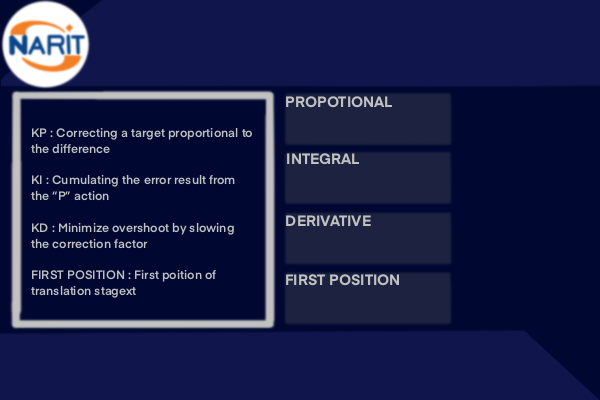 NARIT
KP : Correcting a target proportional to
the difference
KI : Cumulating the error result from
the “P” action
KD : Minimize overshoot by slowing
the correction factor
FIRST POSITION : First poition of
translation stagext
PROPOTIONAL
INTEGRAL
DERIVATIVE
FIRST POSITION